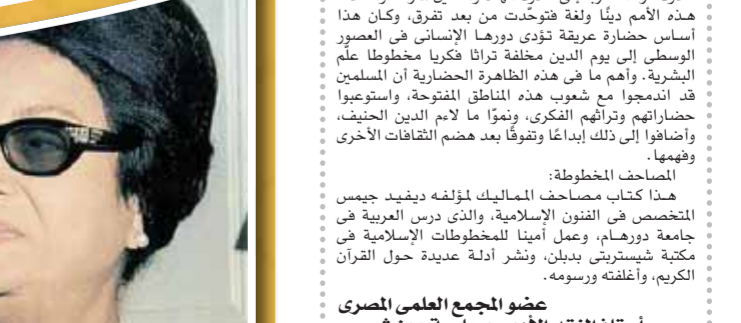 هذه الأمم دينًا ولغة فتوحّدت من بعد تفرق، وكان هذا
أساس حضارة عريقة تؤدى دورها الإنسانى فى العصور
الوسطى إلى يوم الدين مخلفة تراثا فكريا مخطوطا علَّم
البشرية. وأهم ما فى هذه الظاهرة الحضارية أن المسلمين
قد اندمجوا مع شعوب هذه المناطق المفتوحة، واستوعبوا
حضاراتهم وتراثهم الفكرى، ونموّا ما لاءم الدين الحنيف،
وأضافوا إلى ذلك إبداعًا وتفوقًا بعد هضم الثقافات الأخرى
وفهمها.
المصاحف المخطوطة:
هذا كتاب مصاحف المماليك لمؤلفه ديفيد جيمس
المتخصص فى الفنون الإسلامية، والذى درس العربية فى
جامعة دورهام، وعمل أمينا للمخطوطات الإسلامية فى
مكتبة شيستربتى بدبلن، ونشر أدلة عديدة حول القرآن
الكريم، وأغلفته ورسومه.
عضو المجمع العلمى المصرى